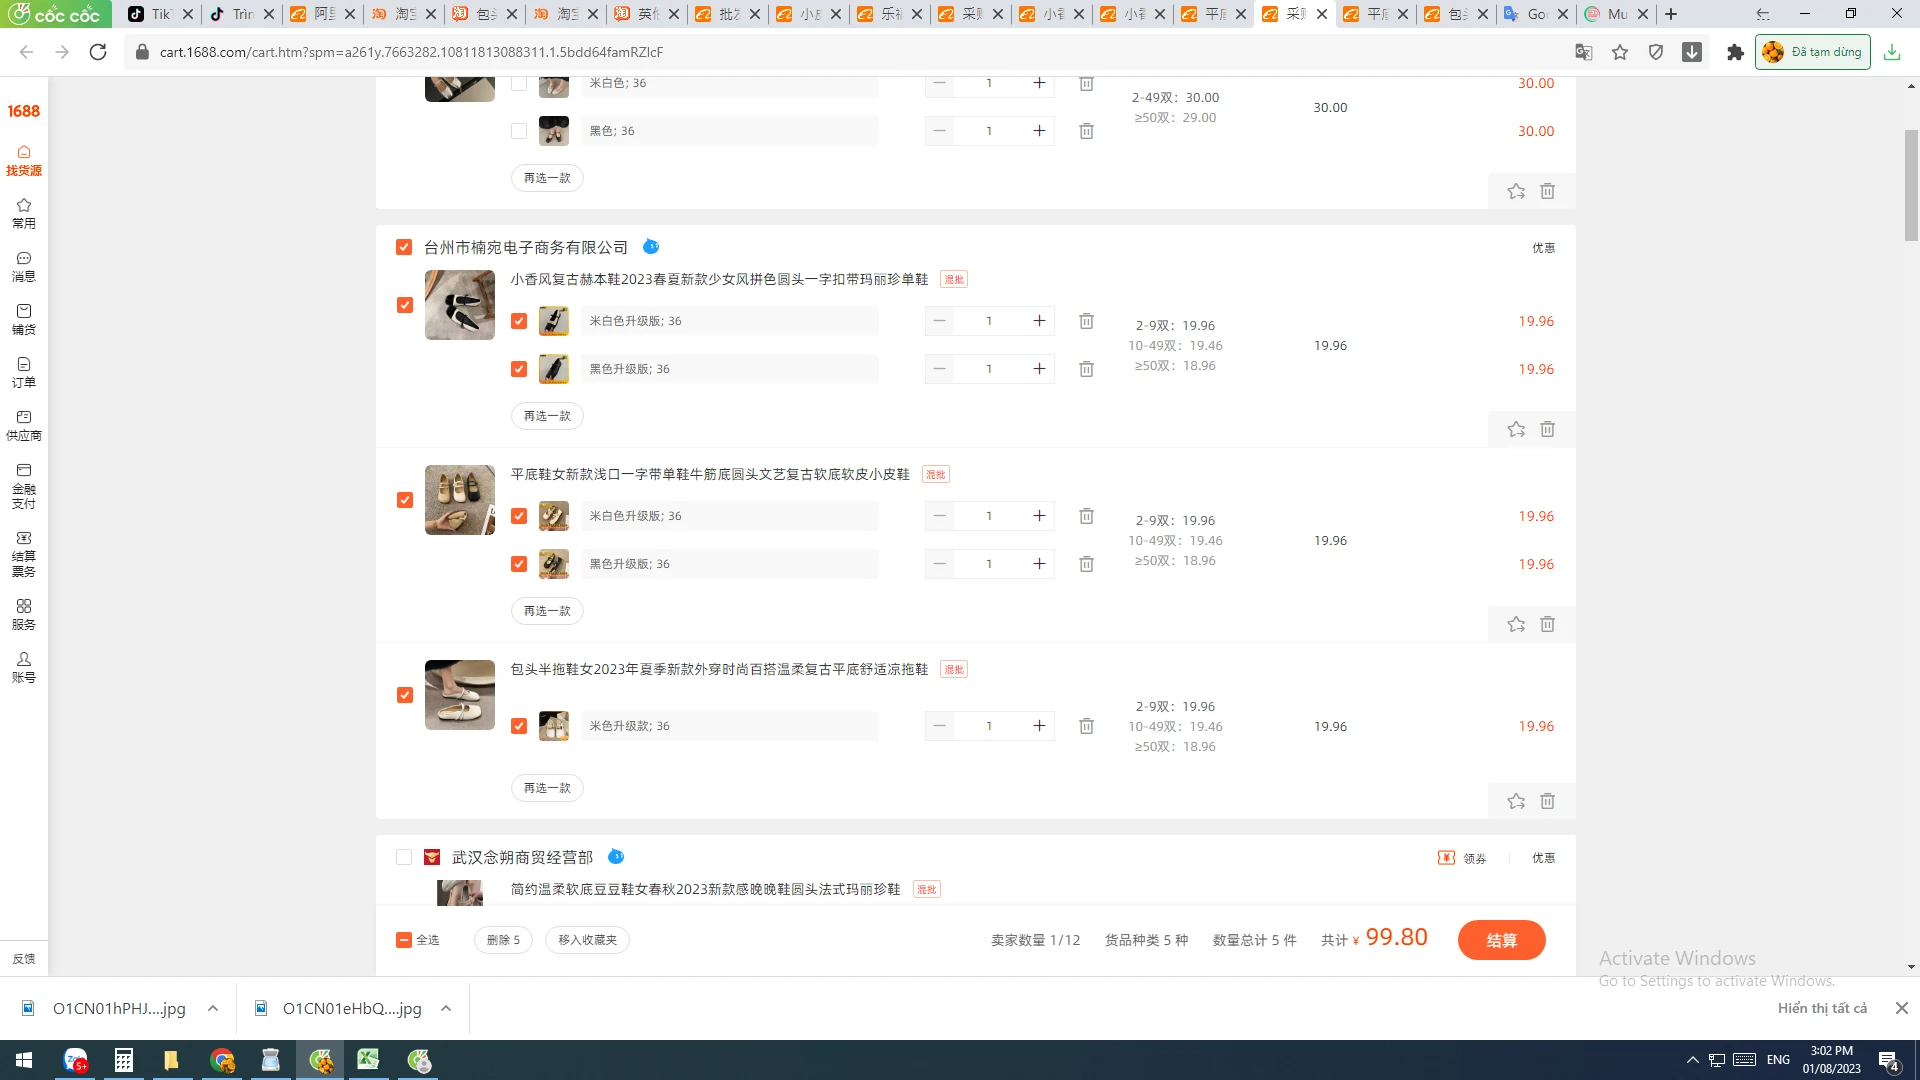 cốc cốc
Tik
Trìn
阿里
淘宝
包头
淘宝
英伦
批发
小皮
乐福
采购
小香
小香
平底
采购
平底
包头
Goo
Mu
cart.1688.com/cart.htm?spm=a261y.7663282.10811813088311.1.5bdd64famRZlcF
Đã tạm dừng
1688
找货源
常用
消息
铺货
订单
供应商
金融
支付
结算
票务
服务
账号
反馈
米白色; 36
1
30.00
2-49双: 30.00
≥50双: 29.00
30.00
黑色; 36
1
30.00
再选一款
台州市楠宛电子商务有限公司
优惠
小香风复古赫本鞋2023春夏新款少女风拼色圆头一字扣带玛丽珍单鞋 混批
米白色升级版; 36
1
19.96
2-9双: 19.96
10-49双: 19.46
≥50双: 18.96
19.96
黑色升级版; 36
1
19.96
再选一款
平底鞋女新款浅口一字带单鞋牛筋底圆头文艺复古软底软皮小皮鞋 混批
米白色升级版; 36
1
19.96
2-9双: 19.96
10-49双: 19.46
≥50双: 18.96
19.96
黑色升级版; 36
1
19.96
再选一款
包头半拖鞋女2023年夏季新款外穿时尚百搭温柔复古平底舒适凉拖鞋 混批
米色升级款; 36
1
2-9双: 19.96
10-49双: 19.46
≥50双: 18.96
19.96
19.96
再选一款
武汉念朔商贸经营部
领券
优惠
简约温柔软底豆豆鞋女春秋2023新款感晚晚鞋圆头法式玛丽珍鞋 混批
全选
删除 5
移入收藏夹
卖家数量 1/12
货品种类 5 种
数量总计 5 件
共计 ¥ 99.80
结算
Activate Windows
Go to Settings to activate Windows.
O1CN01hPHJ....jpg
O1CN01eHbQ....jpg
Hiển thị tất cả
Zalo
5+
ENG
3:02 PM
01/08/2023
4